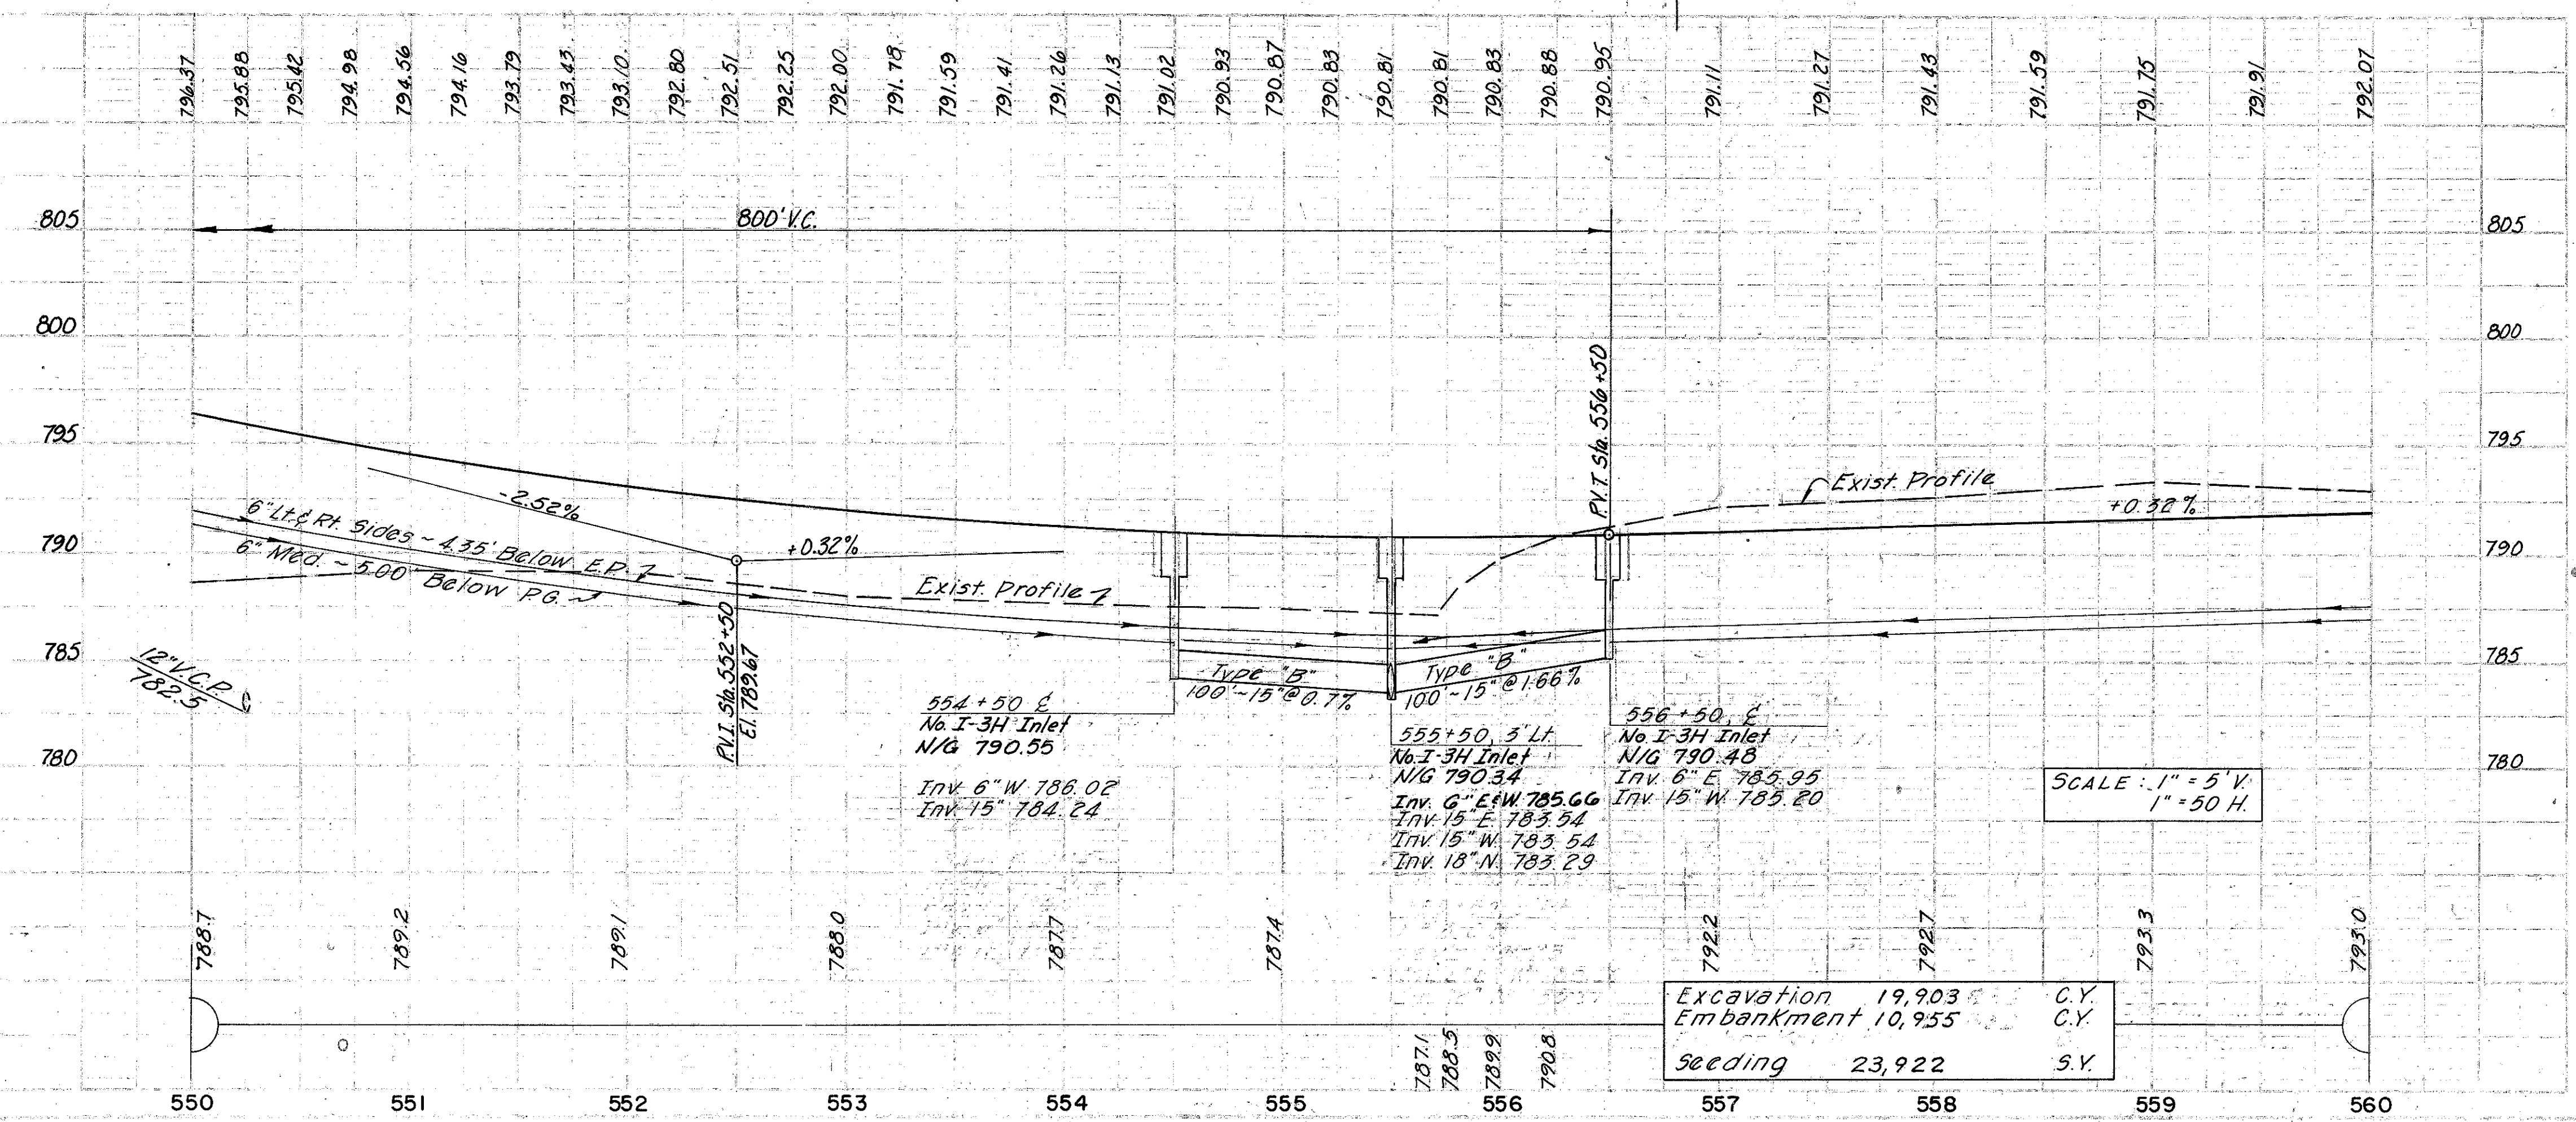 796.37 795.88 795.42 794.98 794.56 794.16 793.79 793.43 793.10 792.80 792.51 792.25 792.00 791.78 791.59 791.41 791.26 791.13 791.02 790.93 790.87 790.83 790.81 790.81 790.83 790.88 790.95 791.11 791.27 791.43 791.59 791.75 791.91 792.07
805 800' V.C. 805
800 800
795 795
P.V.T. Sta. 556+50
Exist. Profile
-2.52%
+0.32%
6" Lt. & Rt. Sides ~ 4.35' Below E.P.
790 +0.32% 790
6" Med. ~ 5.00' Below P.G.
Exist. Profile
785 785
12" V.C.P.
782.5
P.V.I. Sta. 552+50
El. 789.67
Type "B"
100'~15" @ 0.7%
Type "B"
100'~15" @ 1.66%
780 780
554+50 ℄
No. I-3H Inlet
N/G 790.55
Inv. 6" W 786.02
Inv. 15" 784.24
555+50, 3' Lt.
No. I-3H Inlet
N/G 790.34
Inv. 6" E & W 785.66
Inv. 15" E. 783.54
Inv. 15" W. 783.54
Inv. 18" N. 783.29
556+50, ℄
No. I-3H Inlet
N/G 790.48
Inv. 6" E. 785.95
Inv. 15" W. 785.20
SCALE: 1" = 5' V.
1" = 50 H.
788.7 789.2 789.1 788.0 787.7 787.4 792.2 792.7 793.3 793.0
787.1 788.5 789.9 790.8
Excavation 19,903 C.Y.
Embankment 10,955 C.Y.
Seeding 23,922 S.Y.
550 551 552 553 554 555 556 557 558 559 560